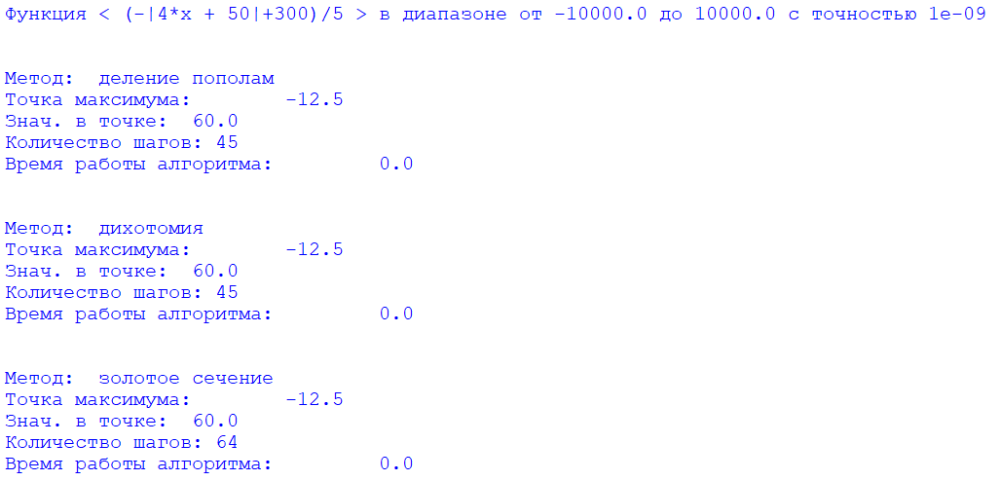 Функция < (-|4*x + 50|+300)/5 > в диапазоне от -10000.0 до 10000.0 с точностью 1e-09
Метод: деление пополам
Точка максимума: -12.5
Знач. в точке: 60.0
Количество шагов: 45
Время работы алгоритма: 0.0
Метод: дихотомия
Точка максимума: -12.5
Знач. в точке: 60.0
Количество шагов: 45
Время работы алгоритма: 0.0
Метод: золотое сечение
Точка максимума: -12.5
Знач. в точке: 60.0
Количество шагов: 64
Время работы алгоритма: 0.0